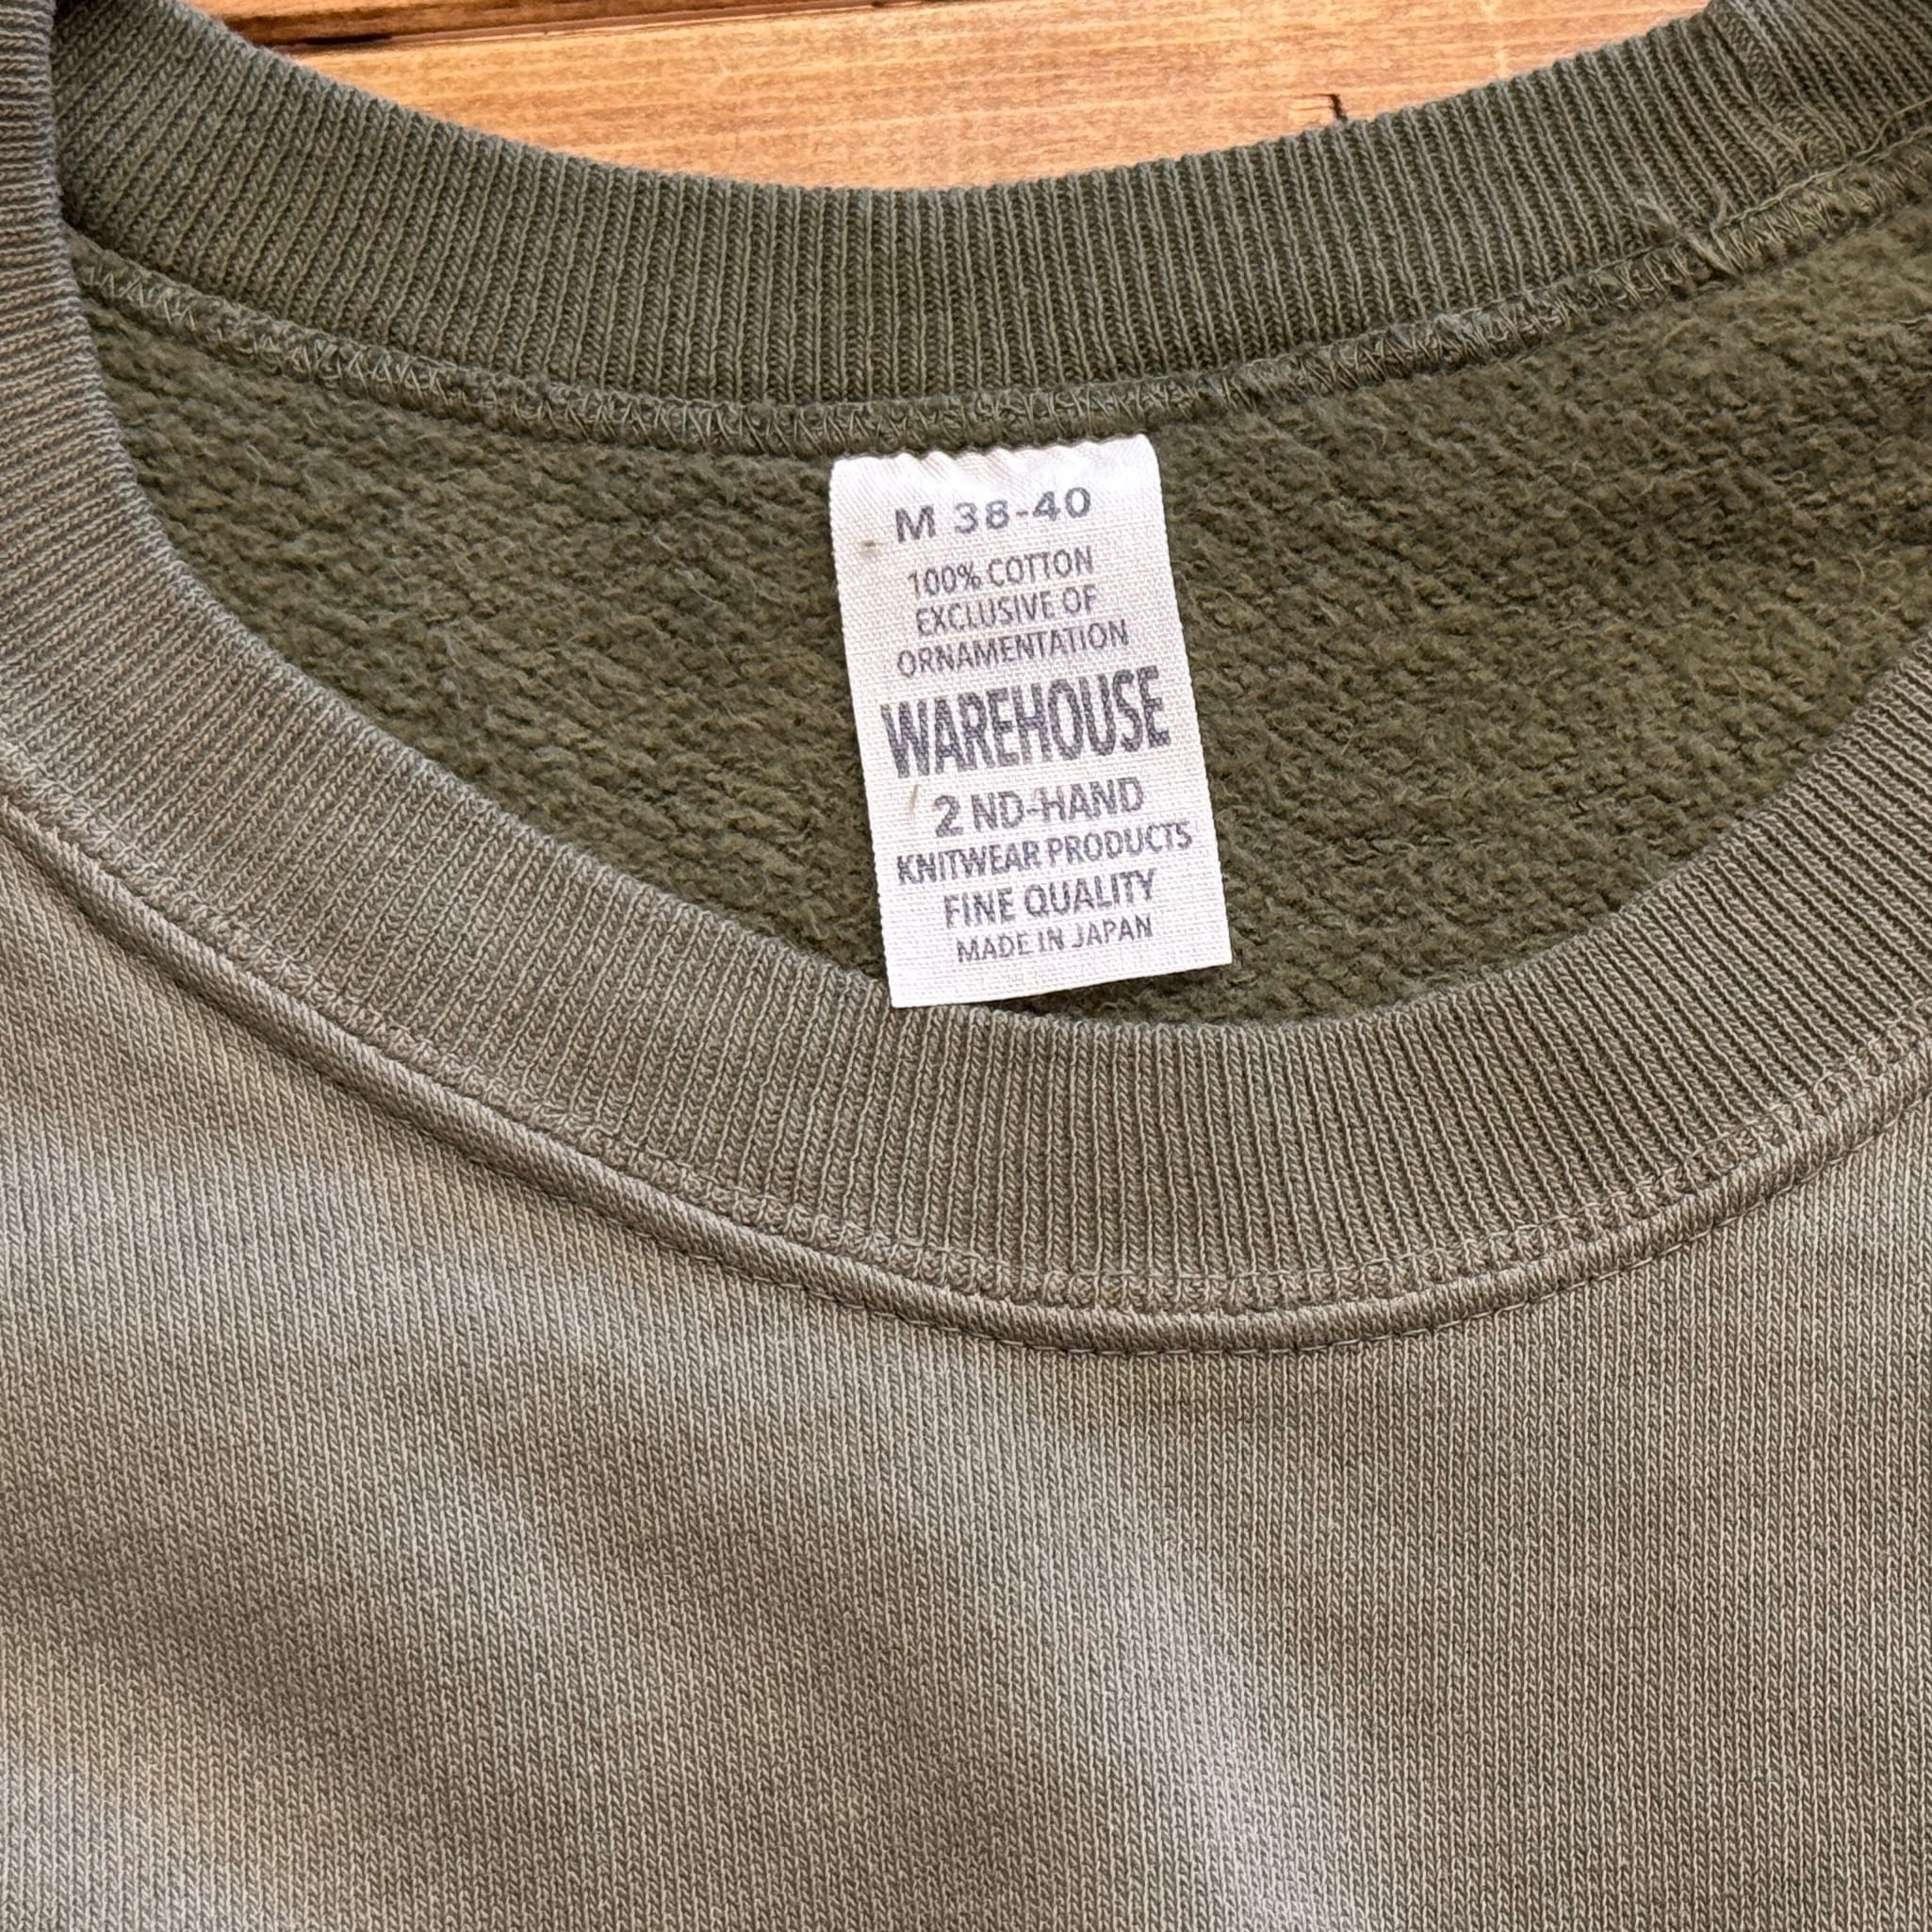 M 38-40
100% COTTON
EXCLUSIVE OF
ORNAMENTATION
WAREHOUSE
2 ND-HAND
KNITWEAR PRODUCTS
FINE QUALITY
MADE IN JAPAN